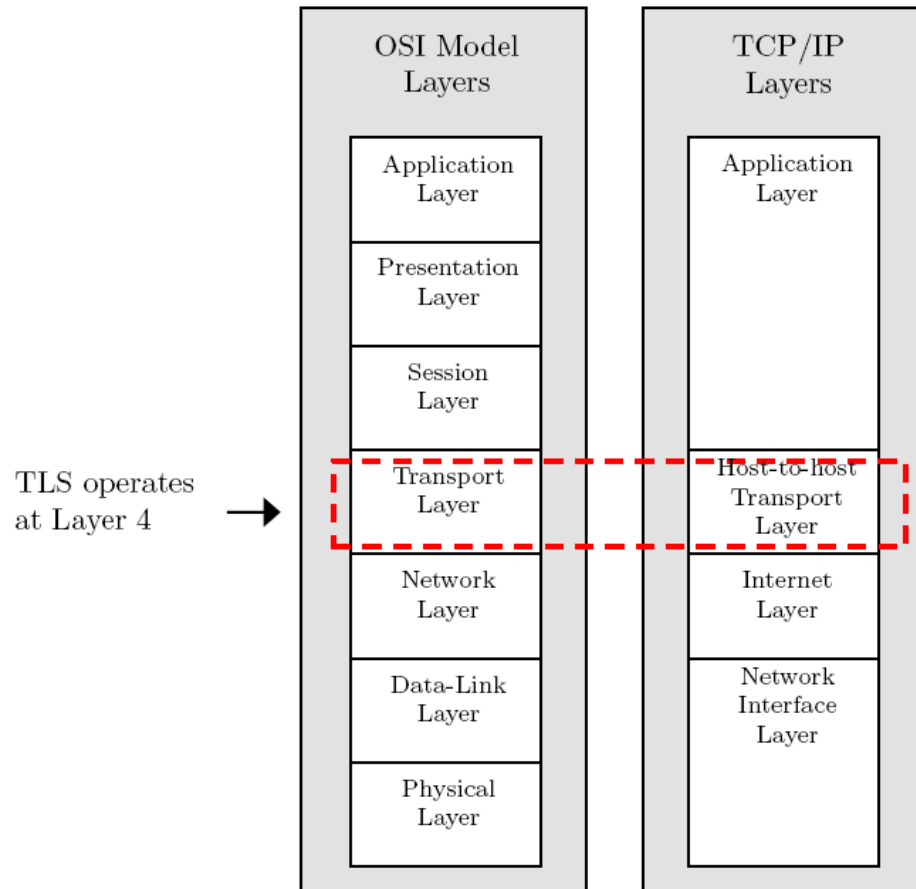 OSI Model
Layers
Application
Layer
Presentation
Layer
Session
Layer
Transport
Layer
Network
Layer
Data-Link
Layer
Physical
Layer
TCP/IP
Layers
Application
Layer
Host-to-host
Transport
Layer
Internet
Layer
Network
Interface
Layer
TLS operates
at Layer 4